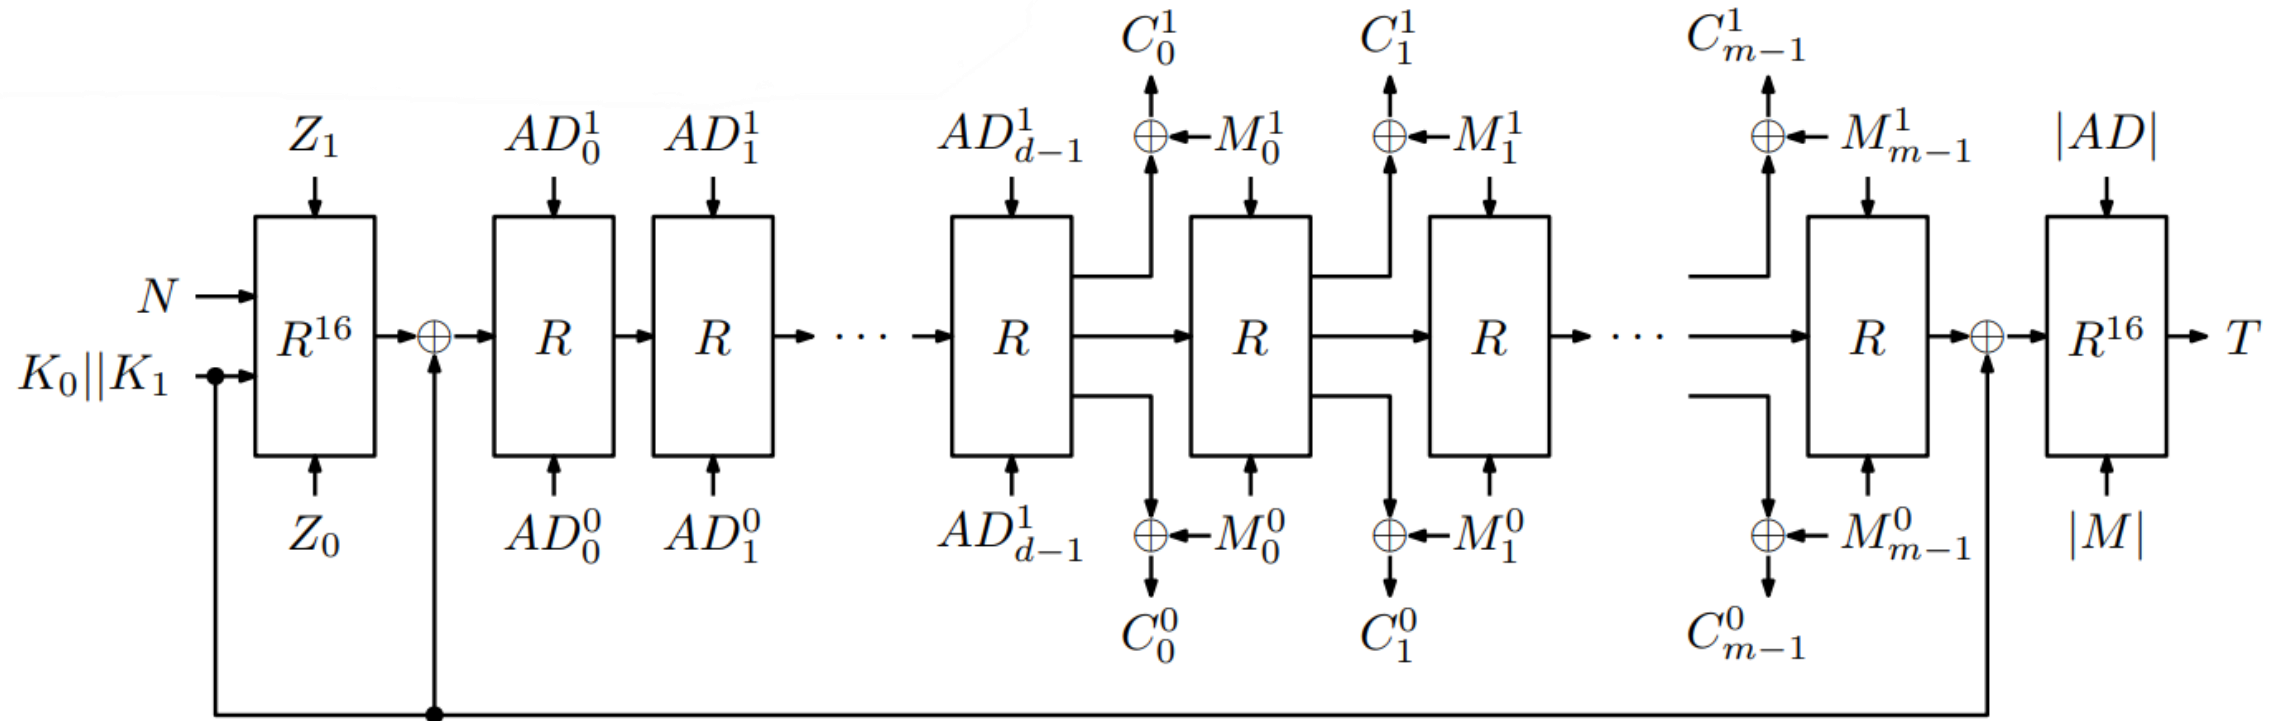 C_0^1 C_1^1 C_{m-1}^1
Z_1 AD_0^1 AD_1^1 AD_{d-1}^1 M_0^1 M_1^1 M_{m-1}^1 |AD|
N
R^{16} R R ··· R R R ··· R R^{16} T
K_0||K_1
Z_0 AD_0^0 AD_1^0 AD_{d-1}^1 M_0^0 M_1^0 M_{m-1}^0 |M|
C_0^0 C_1^0 C_{m-1}^0